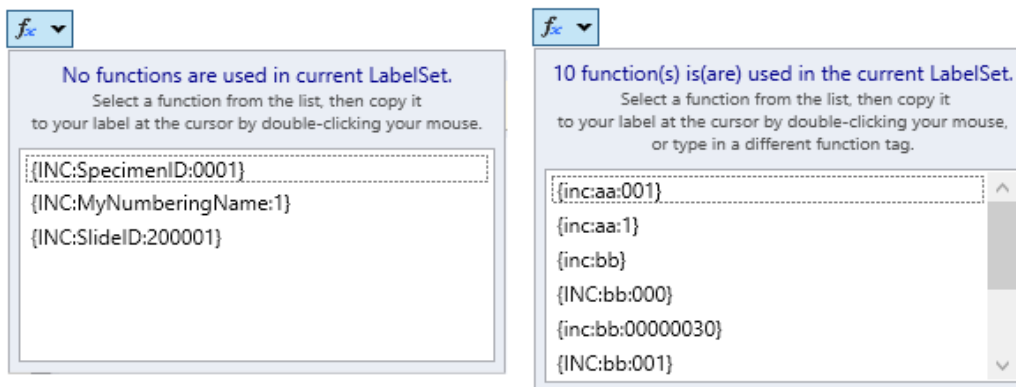 fx
No functions are used in current LabelSet.
Select a function from the list, then copy it
to your label at the cursor by double-clicking your mouse.
{INC:SpecimenID:0001}
{INC:MyNumberingName:1}
{INC:SlideID:200001}
fx
10 function(s) is(are) used in the current LabelSet.
Select a function from the list, then copy it
to your label at the cursor by double-clicking your mouse,
or type in a different function tag.
{inc:aa:001}
{inc:aa:1}
{inc:bb}
{INC:bb:000}
{inc:bb:00000030}
{INC:bb:001}